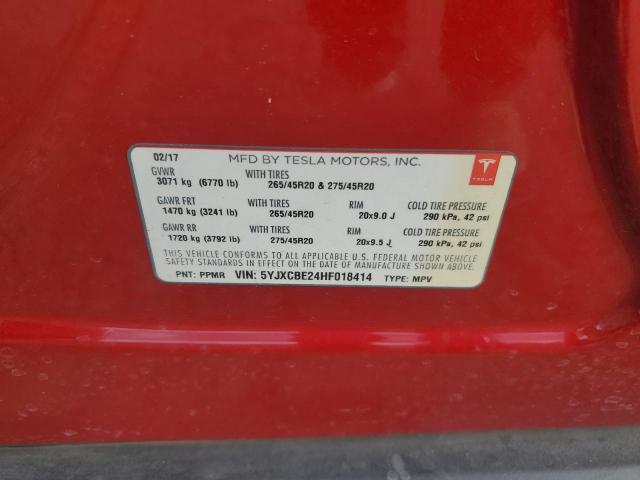 02/17 MFD BY TESLA MOTORS, INC.
TESLA
GVWR WITH TIRES
3071 kg (6770 lb) 265/45R20 & 275/45R20
GAWR FRT WITH TIRES RIM COLD TIRE PRESSURE
1470 kg (3241 lb) 265/45R20 20x9.0 J 290 kPa, 42 psi
GAWR RR WITH TIRES RIM COLD TIRE PRESSURE
1720 kg (3792 lb) 275/45R20 20x9.5 J 290 kPa, 42 psi
THIS VEHICLE CONFORMS TO ALL APPLICABLE U.S. FEDERAL MOTOR VEHICLE
SAFETY STANDARDS IN EFFECT ON THE DATE OF MANUFACTURE SHOWN ABOVE.
PNT: PPMR VIN: 5YJXCBE24HF018414 TYPE: MPV